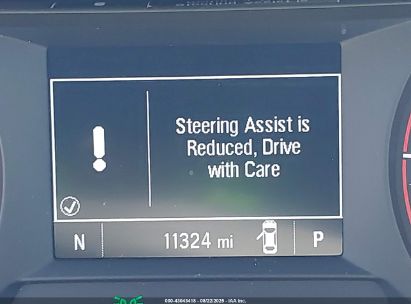 Steering Assist is
Reduced, Drive
with Care
N 11324 mi P